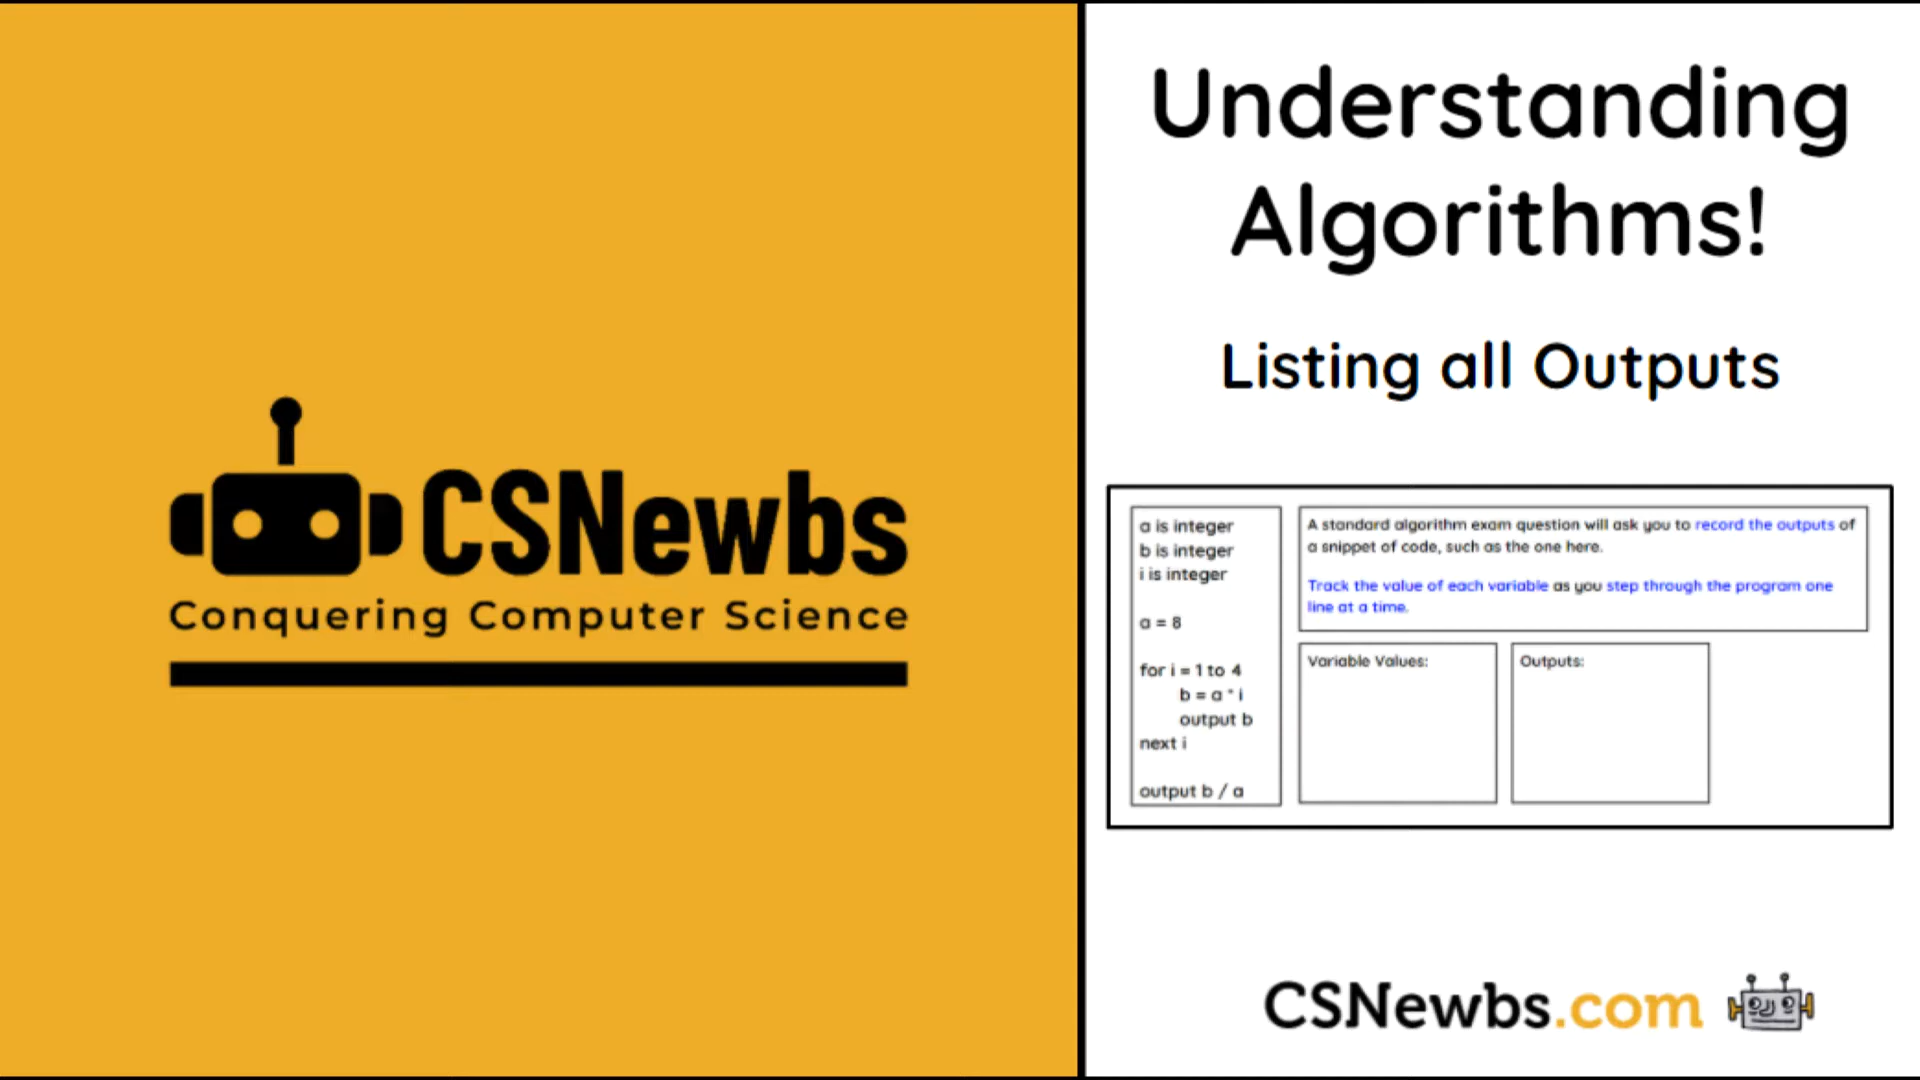 CSNewbs
Conquering Computer Science
Understanding
Algorithms!
Listing all Outputs
a is integer
b is integer
i is integer
a = 8
for i = 1 to 4
b = a * i
output b
next i
output b / a
A standard algorithm exam question will ask you to record the outputs of
a snippet of code, such as the one here.
Track the value of each variable as you step through the program one
line at a time.
Variable Values:
Outputs:
CSNewbs.com